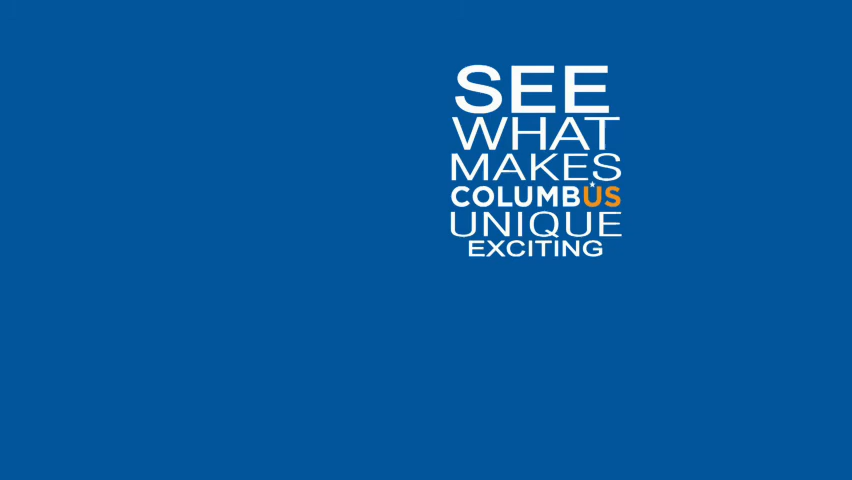 SEE
WHAT
MAKES
COLUMBUS
UNIQUE
EXCITING